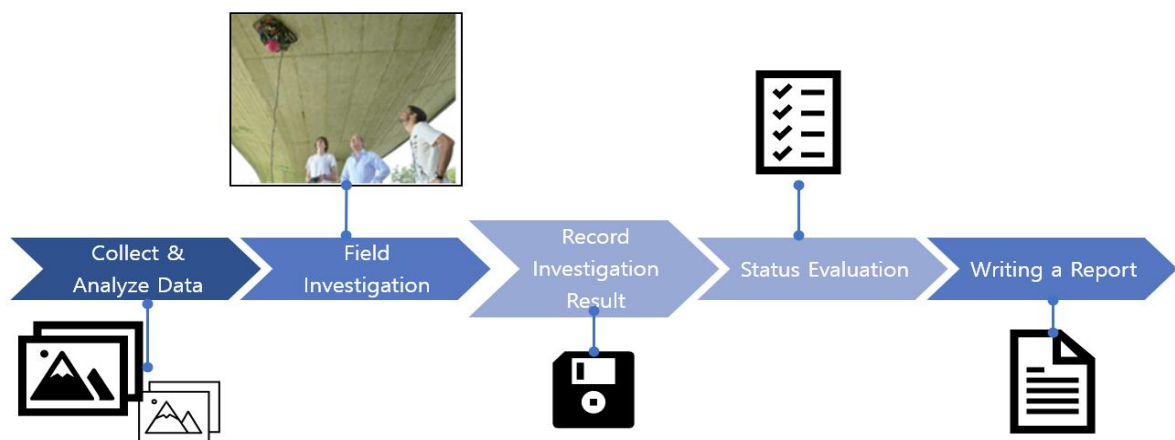 Collect &
Analyze Data
Field
Investigation
Record
Investigation
Result
Status Evaluation
Writing a Report